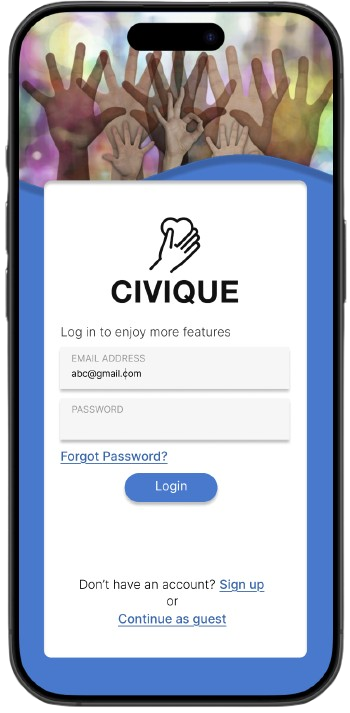 CIVIQUE
Log in to enjoy more features
EMAIL ADDRESS
abc@gmail.com
PASSWORD
Forgot Password?
Login
Don't have an account? Sign up
or
Continue as guest